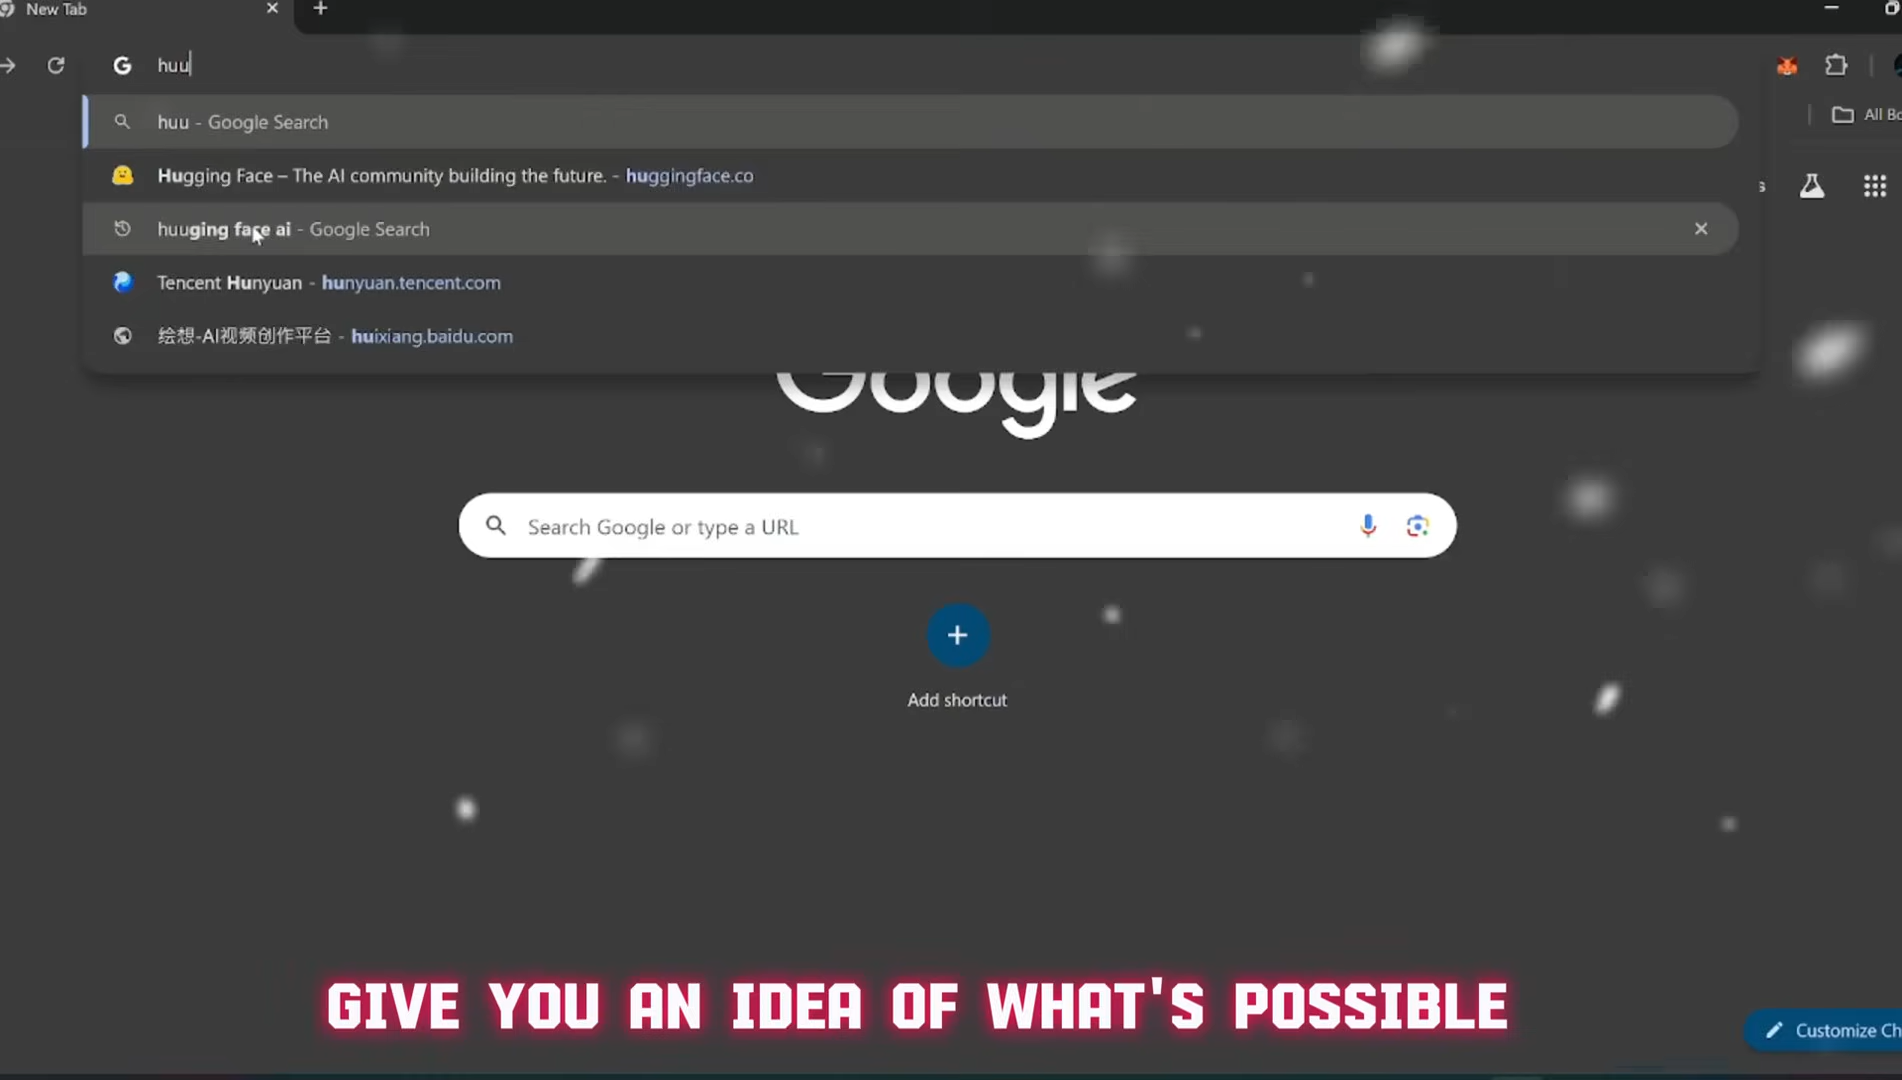 New Tab
huu
huu - Google Search
Hugging Face – The AI community building the future. - huggingface.co
huuging face ai - Google Search
Tencent Hunyuan - hunyuan.tencent.com
绘想-AI视频创作平台 - huixiang.baidu.com
All Bo
s
Google
Search Google or type a URL
Add shortcut
GIVE YOU AN IDEA OF WHAT'S POSSIBLE
Customize Ch